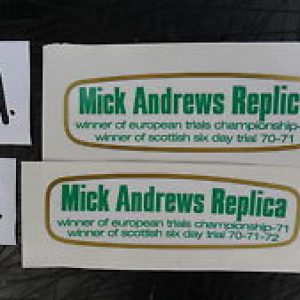 Mick Andrews Replic
winner of european trials championship-
winner of scottish six day trial 70-71
Mick Andrews Replica
winner of european trials championship-71
winner of scottish six day trial 70-71-72